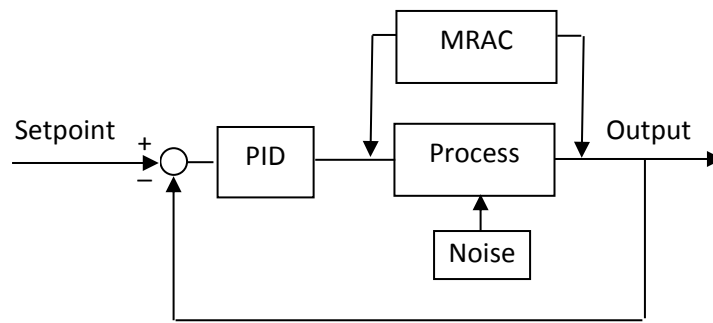 MRAC
Setpoint
+
−
PID
Process
Output
Noise